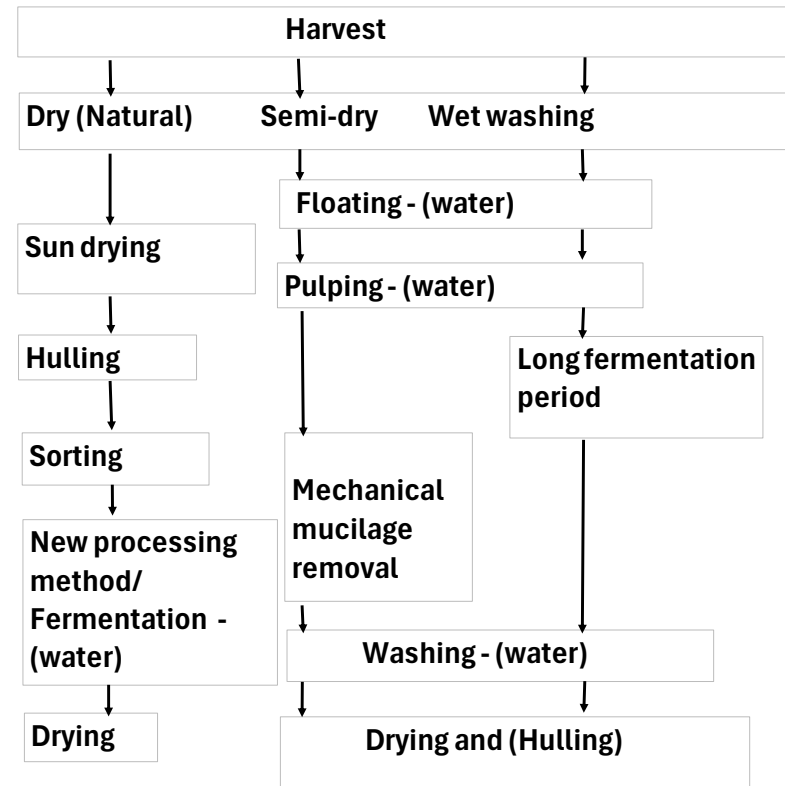 Harvest
Dry (Natural) Semi-dry Wet washing
Floating - (water)
Sun drying
Pulping - (water)
Hulling
Long fermentation
period
Sorting
Mechanical
mucilage
removal
New processing
method/
Fermentation -
(water)
Washing - (water)
Drying
Drying and (Hulling)